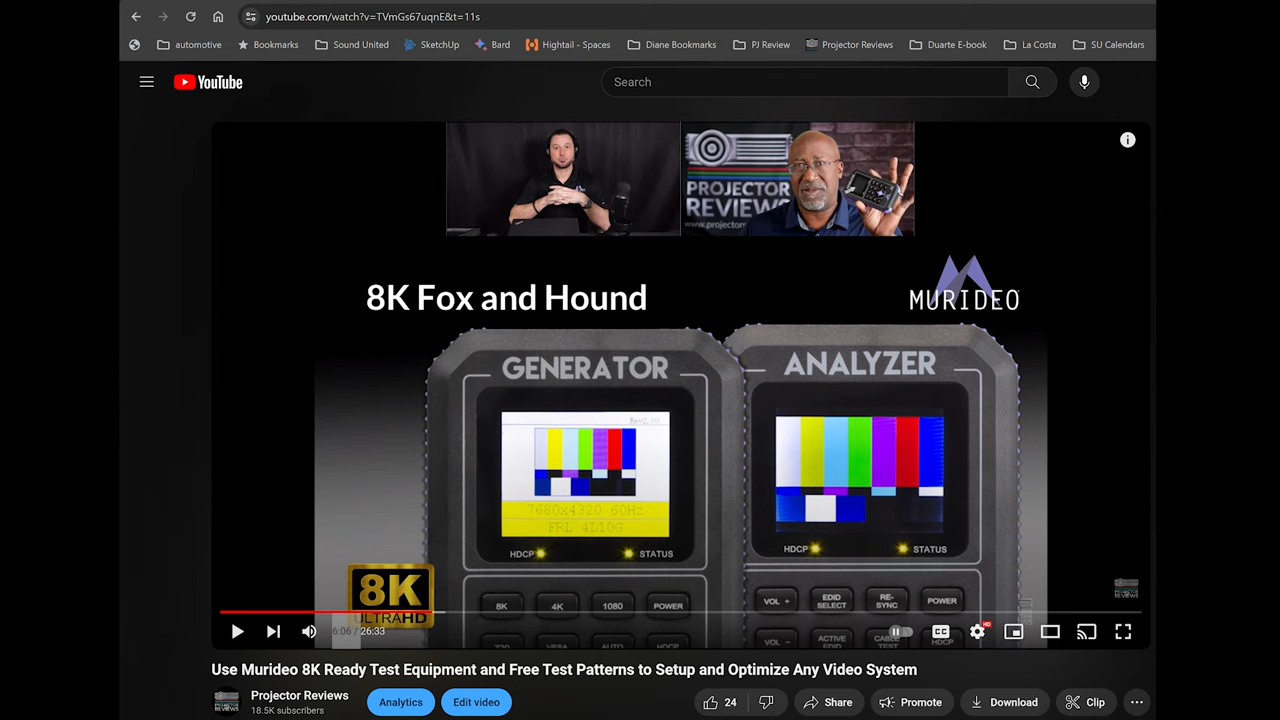 youtube.com/watch?v=TVmGs67uqnE&t=11s
automotive Bookmarks Sound United SketchUp Bard Hightail - Spaces Diane Bookmarks PJ Review Projector Reviews Duarte E-book La Costa SU Calendars
YouTube
Search
PROJECTOR
REVIEWS
8K Fox and Hound
MURIDEO
GENERATOR
ANALYZER
7680x4320 60Hz
FRL 4L10G
HDCP STATUS
HDCP STATUS
8K
ULTRAHD
8K 4K 1080 POWER
VOL + EDID SELECT RE-SYNC POWER
VOL – ACTIVE EDID CABLE TEST HDCP
6:06 / 26:33
CC
HD
Use Murideo 8K Ready Test Equipment and Free Test Patterns to Setup and Optimize Any Video System
Projector Reviews
18.5K subscribers
Analytics
Edit video
24
Share
Promote
Download
Clip